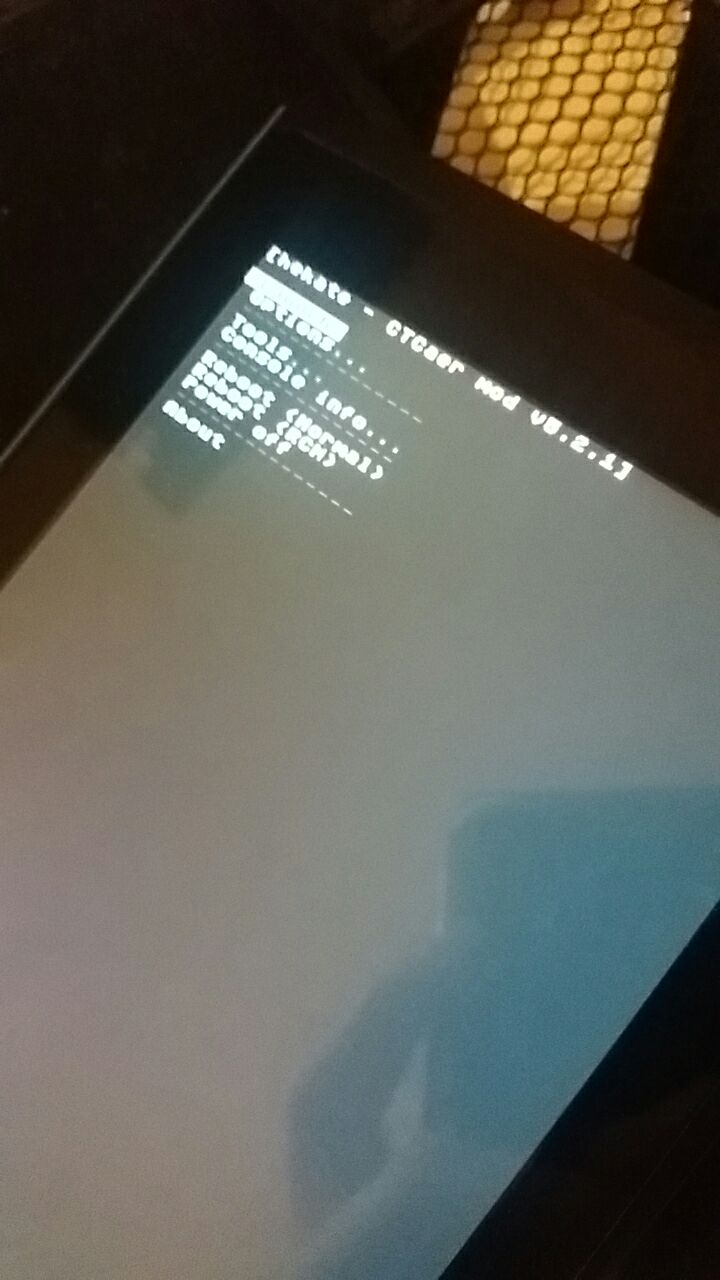 [hekate - CTCaer mod v5.2.1]
Options...
--------------------
Tools...
Console info...
--------------------
Reboot (Normal)
Reboot (RCM)
Power off
--------------------
About